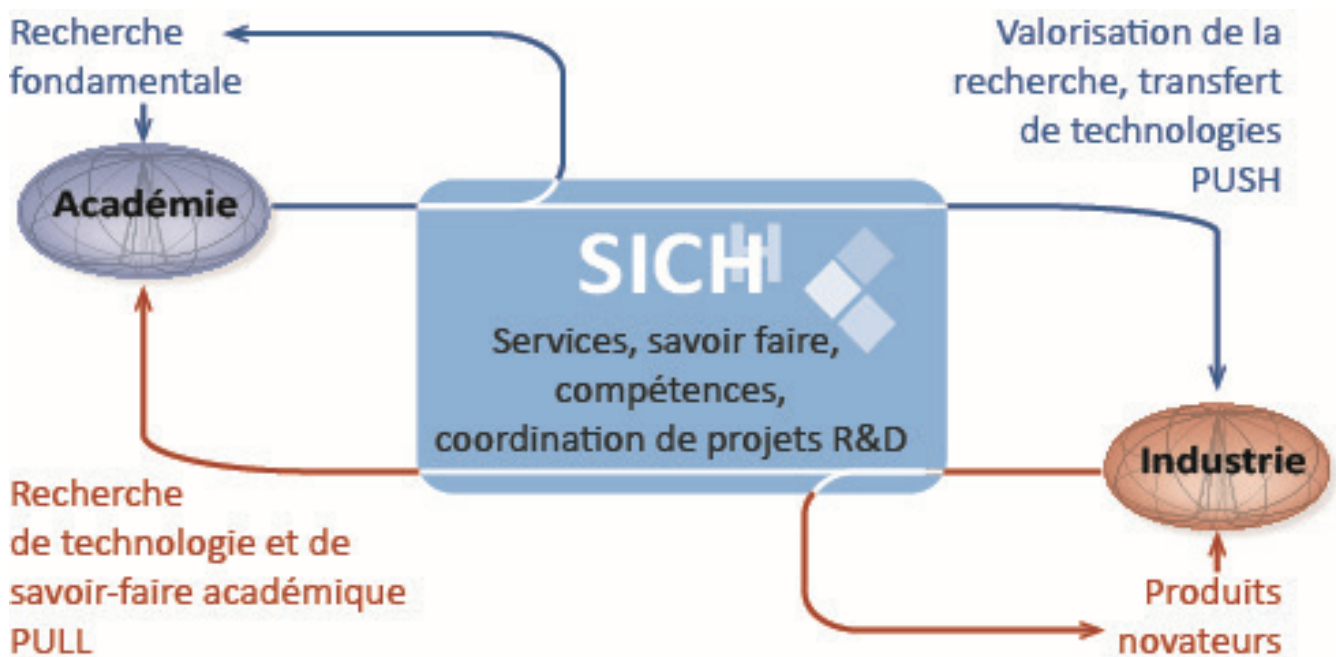 Recherche
fondamentale
Valorisation de la
recherche, transfert
de technologies
PUSH
Académie
SICH
H
Services, savoir faire,
compétences,
coordination de projets R&D
Industrie
Recherche
de technologie et de
savoir-faire académique
PULL
Produits
novateurs